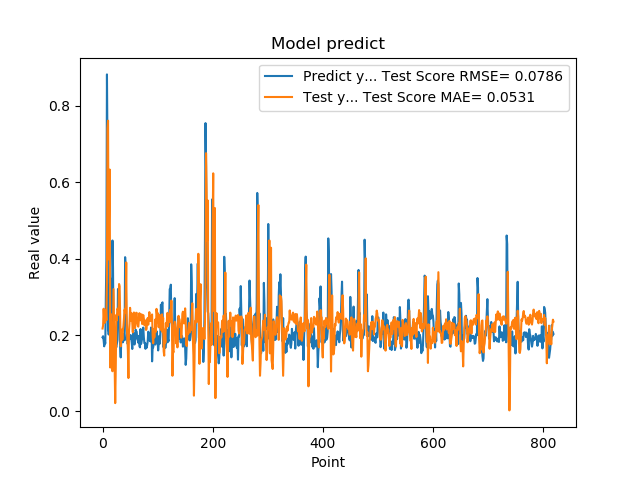 Model predict
Predict y... Test Score RMSE= 0.0786
Test y... Test Score MAE= 0.0531
Real value
0.8
0.6
0.4
0.2
0.0
0
200
400
600
800
Point